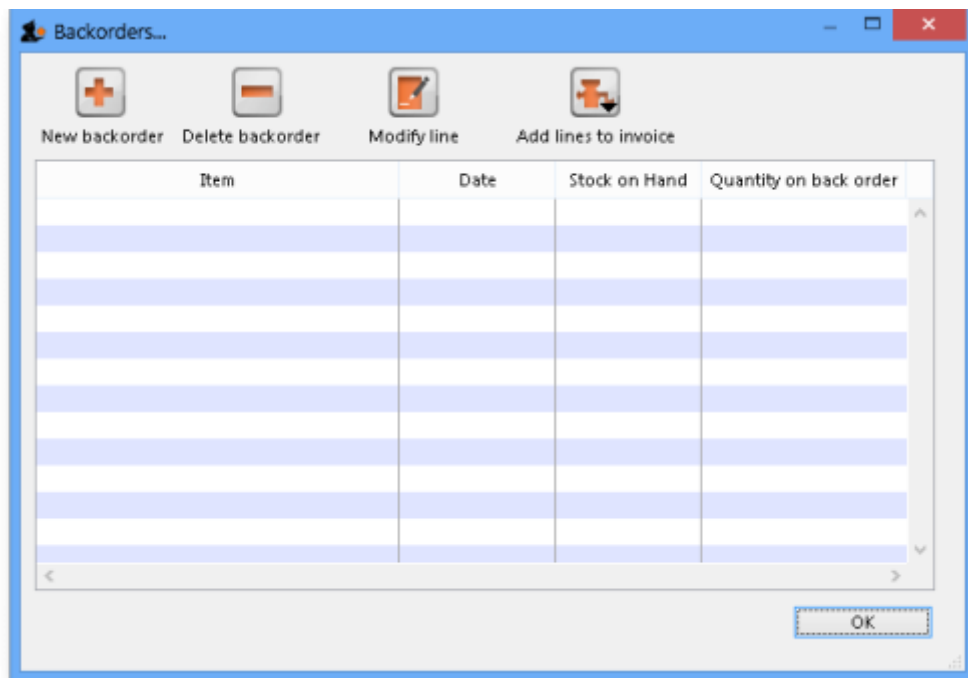 Backorders...
New backorder Delete backorder Modify line Add lines to invoice
Item Date Stock on Hand Quantity on back order
OK